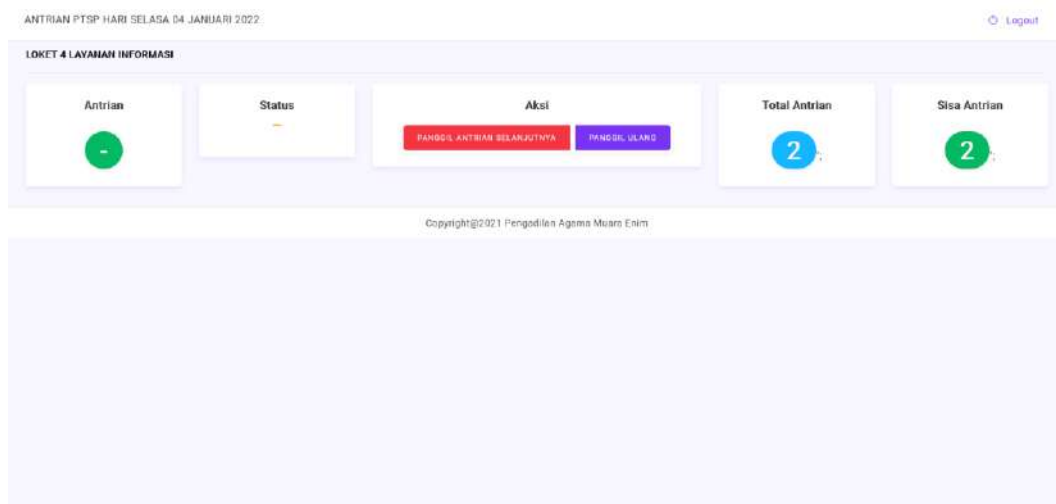 ANTRIAN PTSP HARI SELASA 04 JANUARI 2022
Logout
LOKET 4 LAYANAN INFORMASI
Antrian
-
Status
-
Aksi
PANGGIL ANTRIAN SELANJUTNYA
PANGGIL ULANG
Total Antrian
2 ";
Sisa Antrian
2 ";
Copyright@2021 Pengadilan Agama Muara Enim